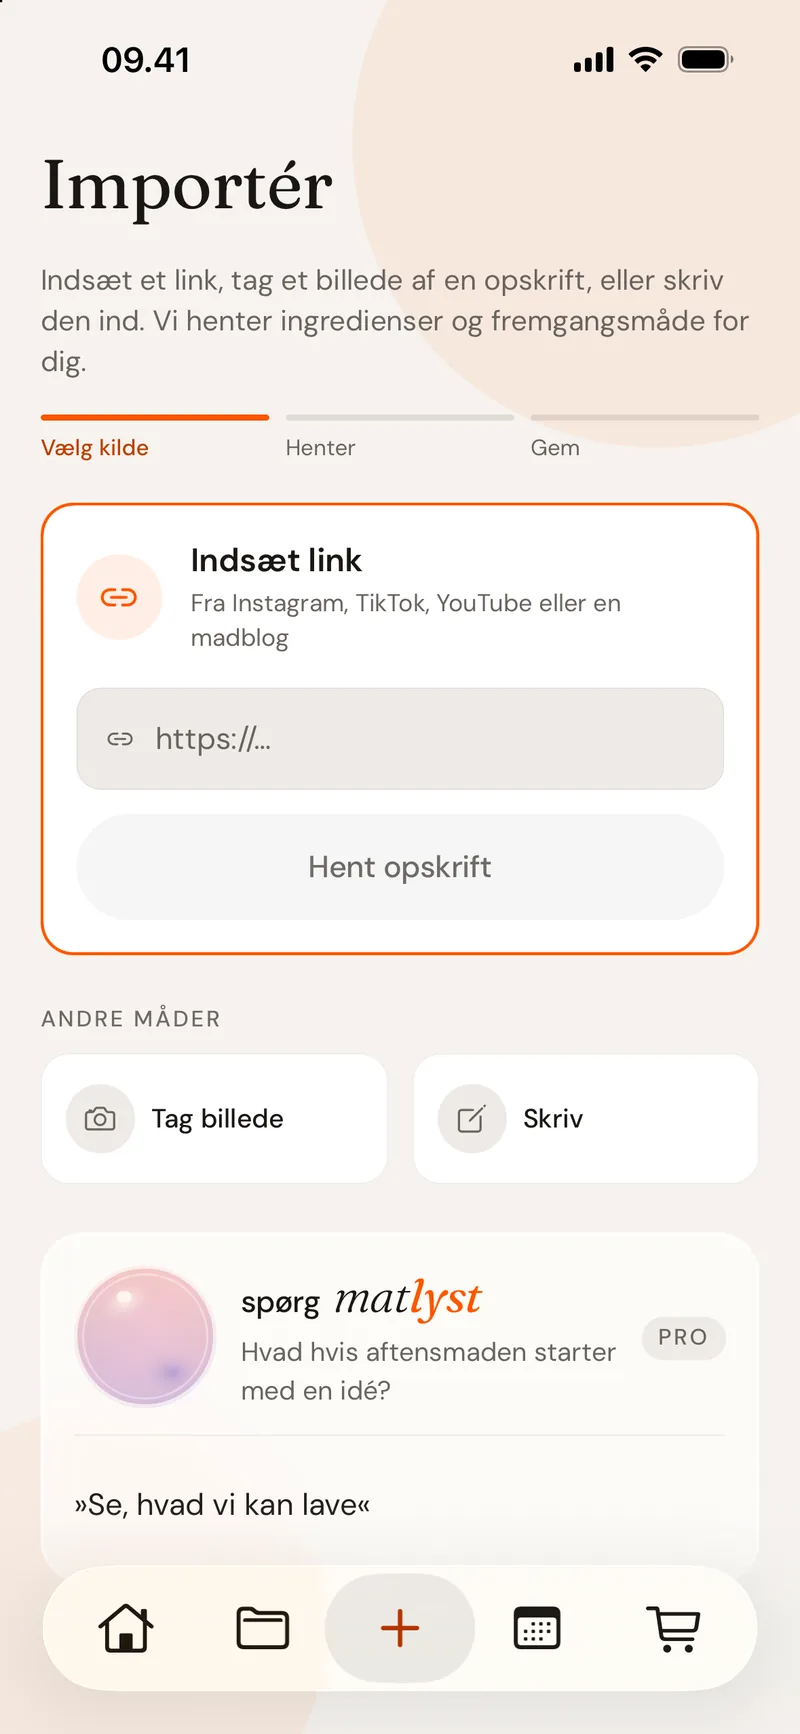 09.41
Importér
Indsæt et link, tag et billede af en opskrift, eller skriv
den ind. Vi henter ingredienser og fremgangsmåde for
dig.
Vælg kilde
Henter
Gem
Indsæt link
Fra Instagram, TikTok, YouTube eller en
madblog
https://...
Hent opskrift
ANDRE MÅDER
Tag billede
Skriv
spørg matlyst
Hvad hvis aftensmaden starter
med en idé?
PRO
»Se, hvad vi kan lave«